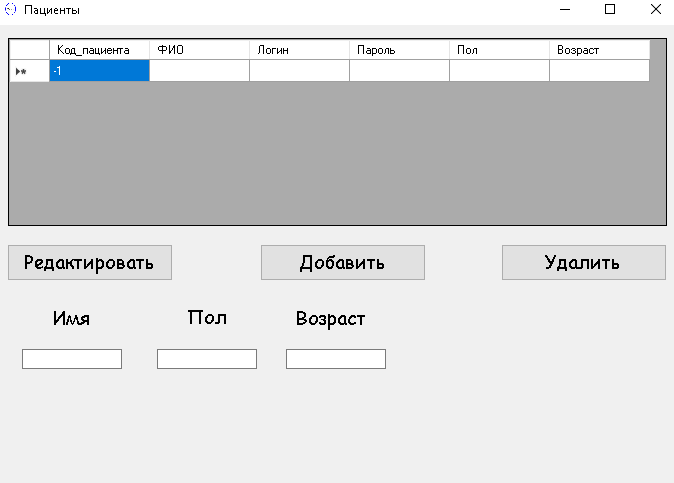 Пациенты
Код_пациента ФИО Логин Пароль Пол Возраст
-1
Редактировать Добавить Удалить
Имя Пол Возраст